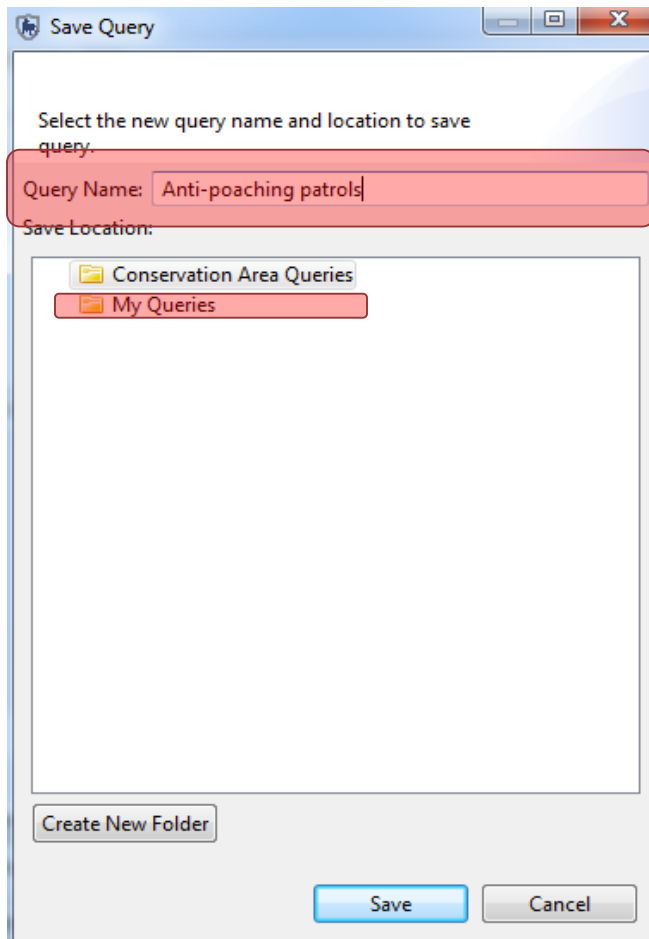 Save Query
Select the new query name and location to save
query.
Query Name: Anti-poaching patrols
Save Location:
Conservation Area Queries
My Queries
Create New Folder
Save Cancel